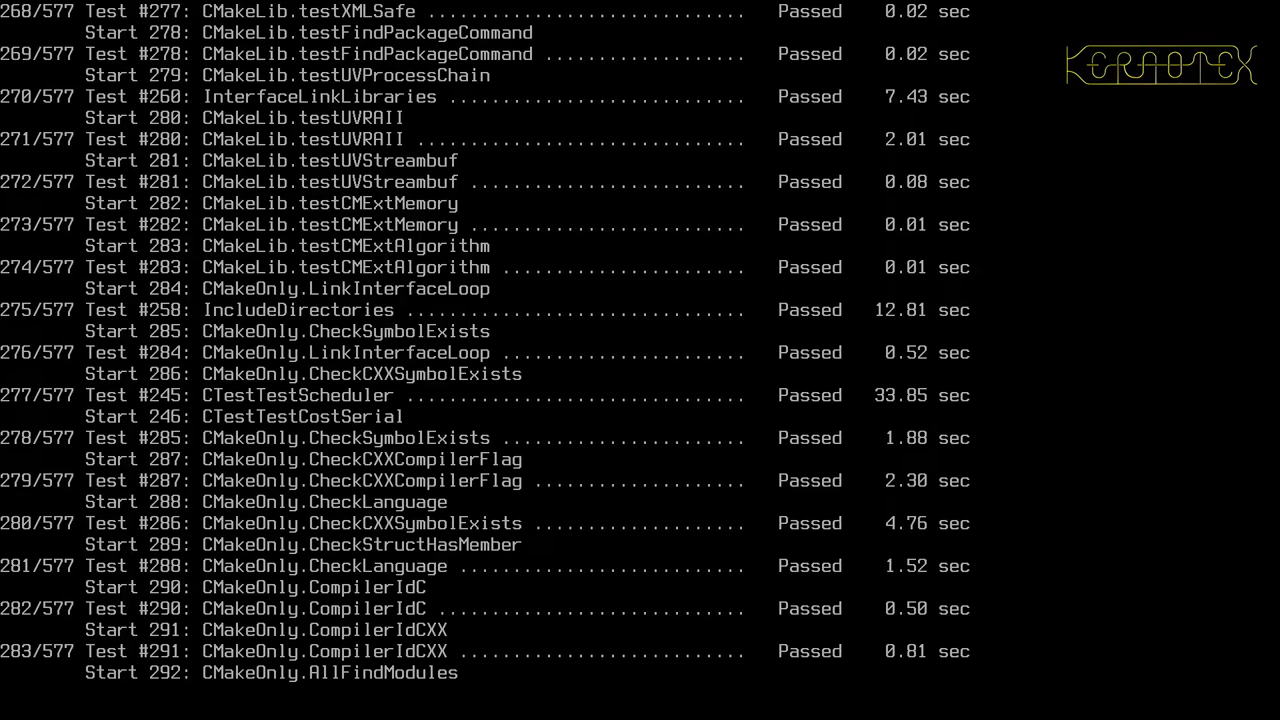 268/577 Test #277: CMakeLib.testXMLSafe ..............................   Passed    0.02 sec
        Start 278: CMakeLib.testFindPackageCommand
269/577 Test #278: CMakeLib.testFindPackageCommand ...................   Passed    0.02 sec
        Start 279: CMakeLib.testUVProcessChain
270/577 Test #260: InterfaceLinkLibraries ............................   Passed    7.43 sec
        Start 280: CMakeLib.testUVRAII
271/577 Test #280: CMakeLib.testUVRAII ...............................   Passed    2.01 sec
        Start 281: CMakeLib.testUVStreambuf
272/577 Test #281: CMakeLib.testUVStreambuf ..........................   Passed    0.08 sec
        Start 282: CMakeLib.testCMExtMemory
273/577 Test #282: CMakeLib.testCMExtMemory ..........................   Passed    0.01 sec
        Start 283: CMakeLib.testCMExtAlgorithm
274/577 Test #283: CMakeLib.testCMExtAlgorithm .......................   Passed    0.01 sec
        Start 284: CMakeOnly.LinkInterfaceLoop
275/577 Test #258: IncludeDirectories ................................   Passed   12.81 sec
        Start 285: CMakeOnly.CheckSymbolExists
276/577 Test #284: CMakeOnly.LinkInterfaceLoop .......................   Passed    0.52 sec
        Start 286: CMakeOnly.CheckCXXSymbolExists
277/577 Test #245: CTestTestScheduler ................................   Passed   33.85 sec
        Start 246: CTestTestCostSerial
278/577 Test #285: CMakeOnly.CheckSymbolExists .......................   Passed    1.88 sec
        Start 287: CMakeOnly.CheckCXXCompilerFlag
279/577 Test #287: CMakeOnly.CheckCXXCompilerFlag ....................   Passed    2.30 sec
        Start 288: CMakeOnly.CheckLanguage
280/577 Test #286: CMakeOnly.CheckCXXSymbolExists ....................   Passed    4.76 sec
        Start 289: CMakeOnly.CheckStructHasMember
281/577 Test #288: CMakeOnly.CheckLanguage ...........................   Passed    1.52 sec
        Start 290: CMakeOnly.CompilerIdC
282/577 Test #290: CMakeOnly.CompilerIdC .............................   Passed    0.50 sec
        Start 291: CMakeOnly.CompilerIdCXX
283/577 Test #291: CMakeOnly.CompilerIdCXX ...........................   Passed    0.81 sec
        Start 292: CMakeOnly.AllFindModules